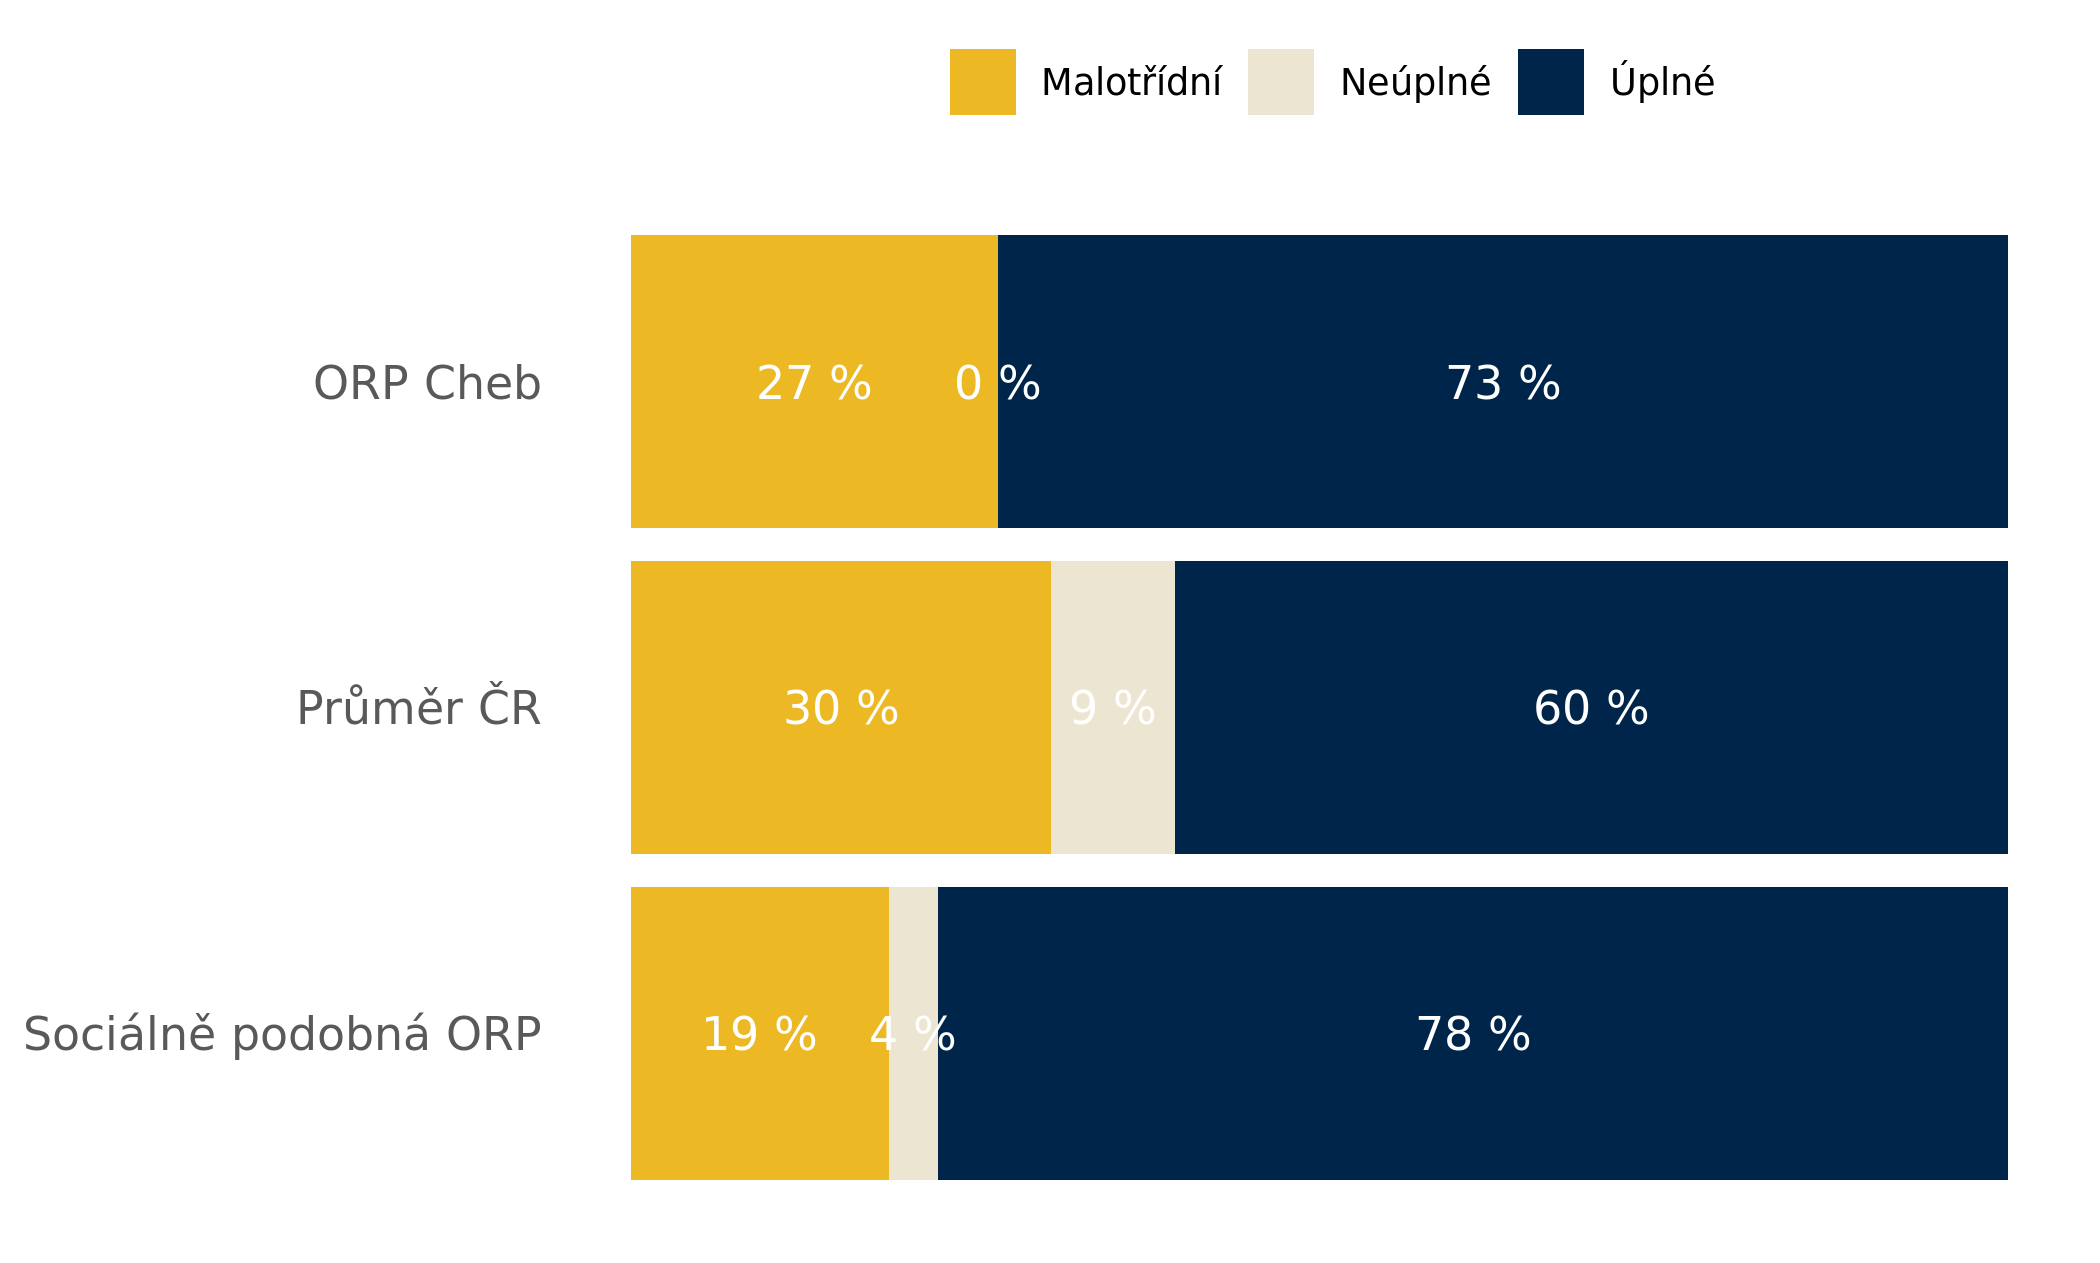 Malotřídní Neúplné Úplné
ORP Cheb 27 % 0 % 73 %
Průměr ČR 30 % 9 % 60 %
Sociálně podobná ORP 19 % 4 % 78 %